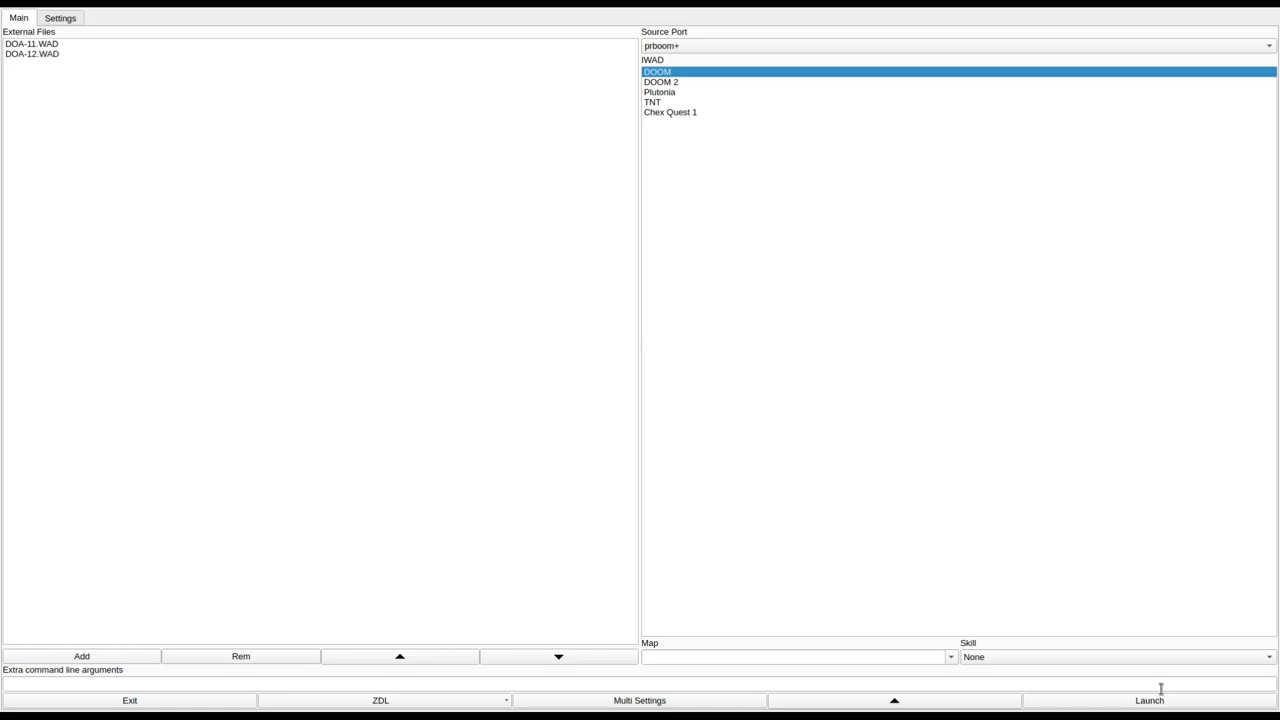 Main Settings
External Files
DOA-11.WAD
DOA-12.WAD
Source Port
prboom+
IWAD
DOOM
DOOM 2
Plutonia
TNT
Chex Quest 1
Map Skill
None
Add Rem
Extra command line arguments
Exit ZDL Multi Settings Launch